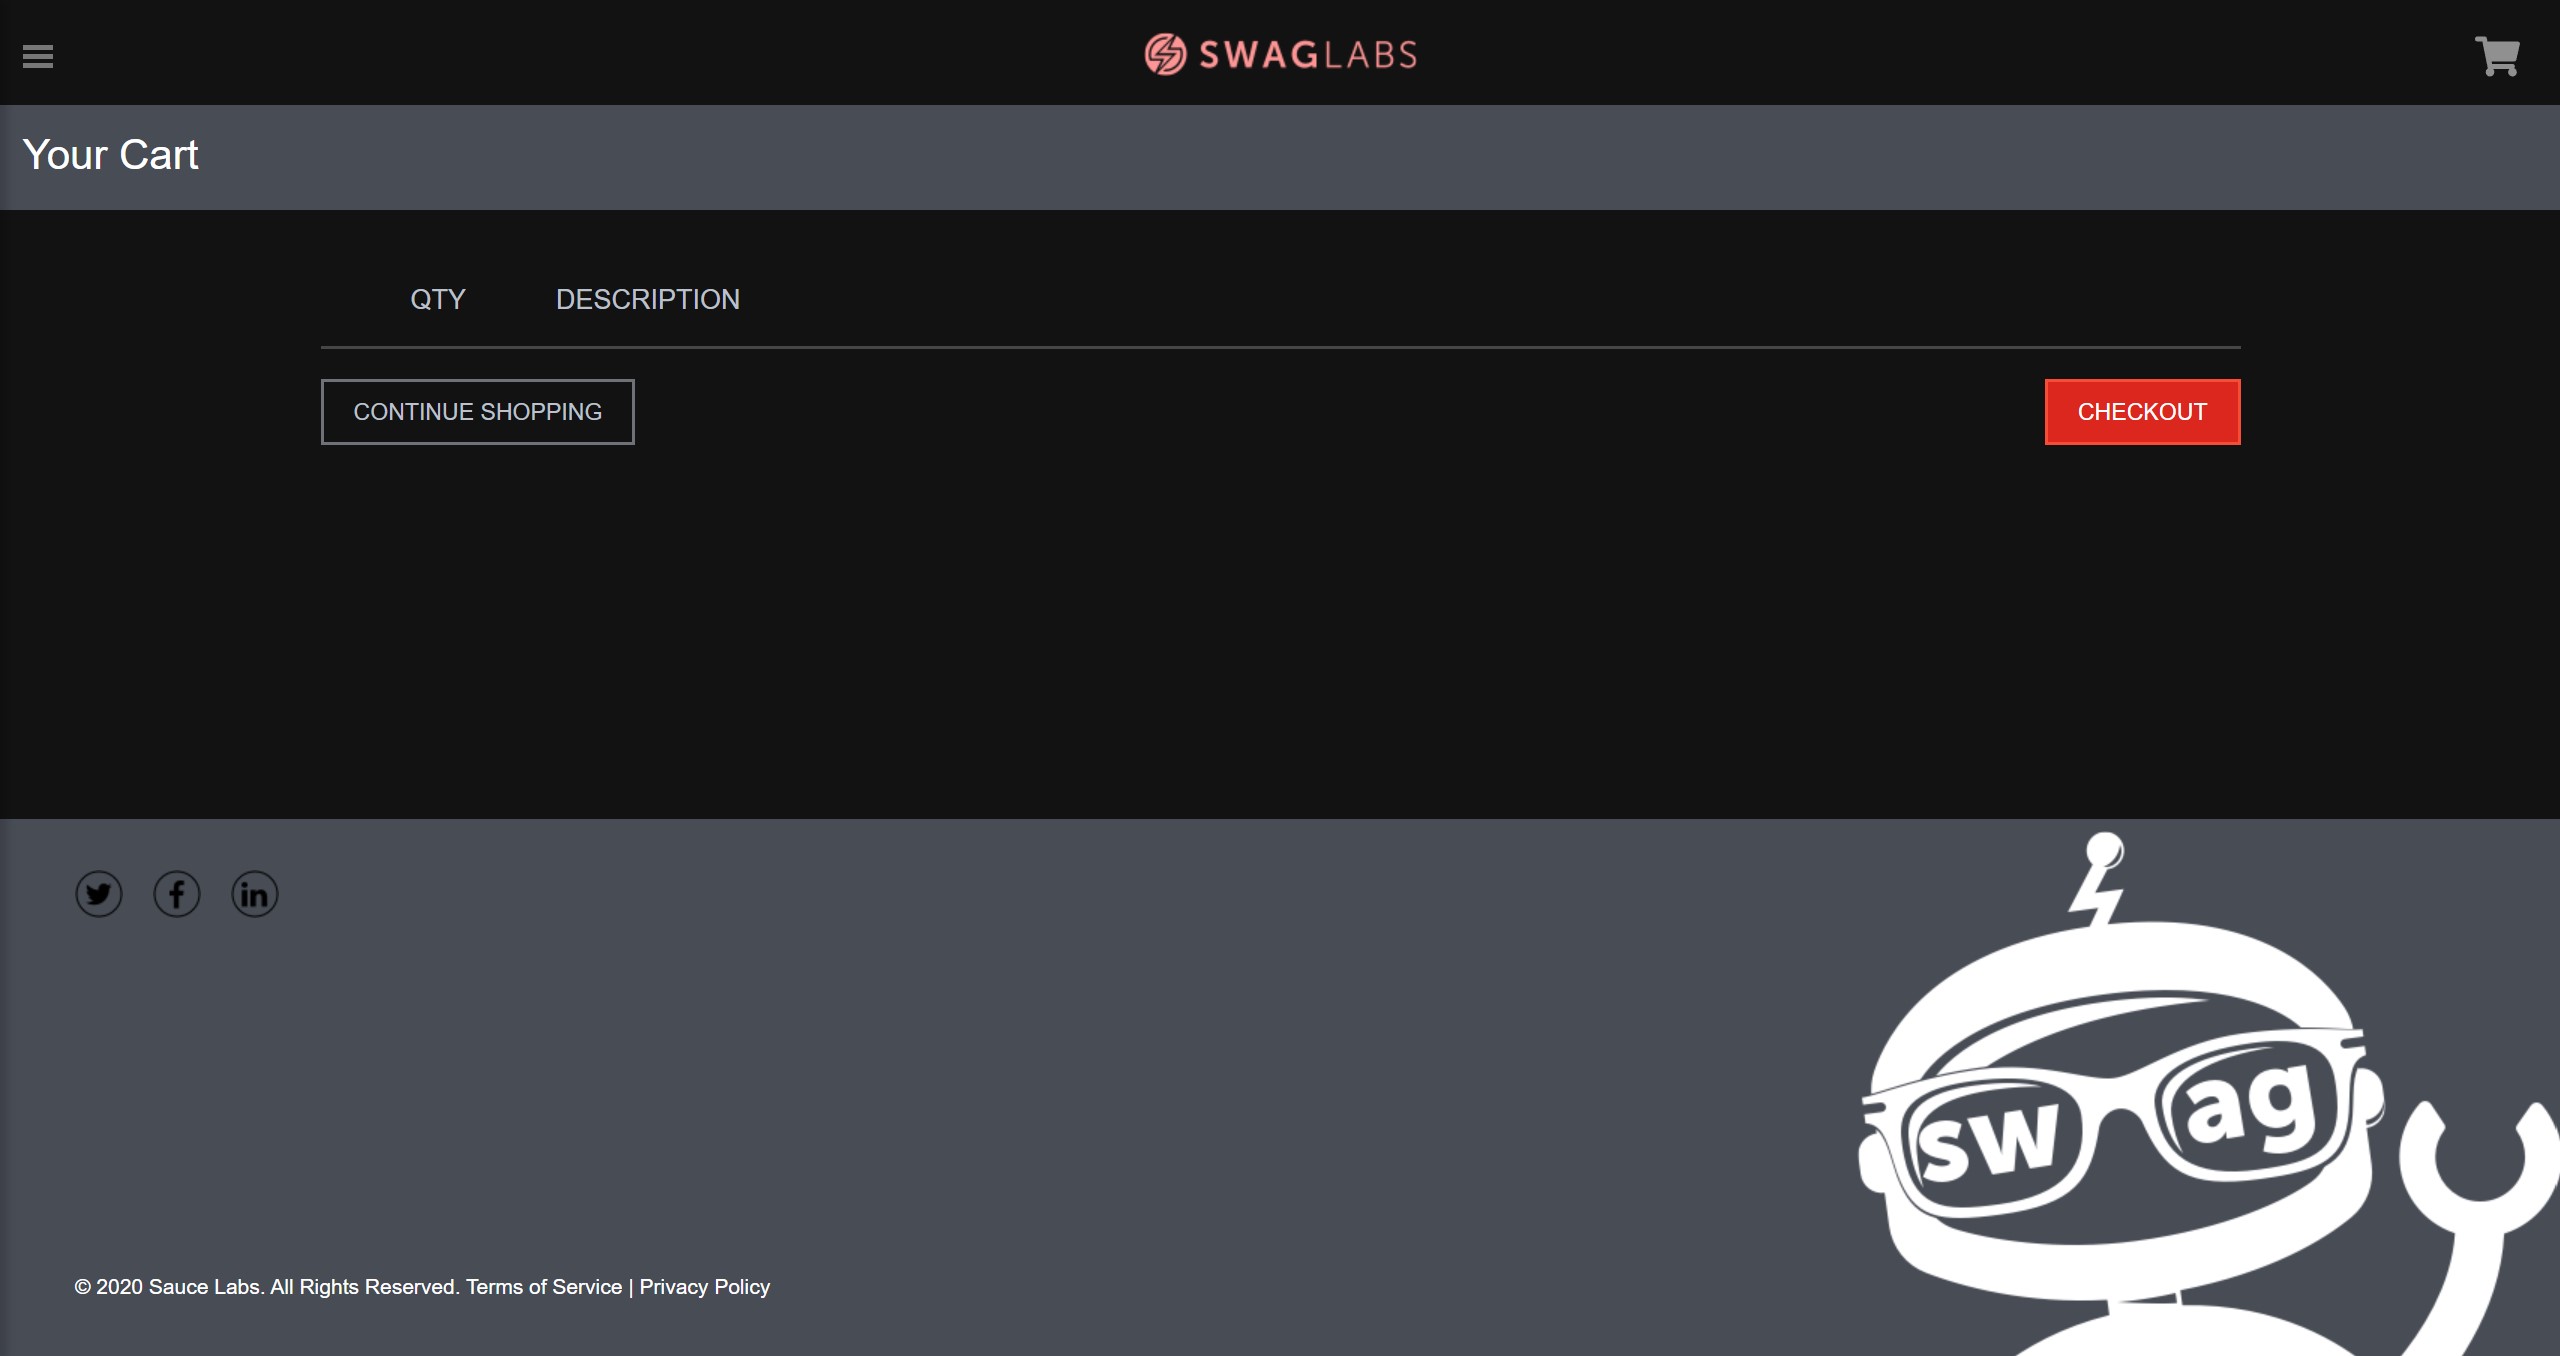 SWAGLABS
Your Cart
QTY DESCRIPTION
CONTINUE SHOPPING CHECKOUT
sw ag
© 2020 Sauce Labs. All Rights Reserved. Terms of Service | Privacy Policy